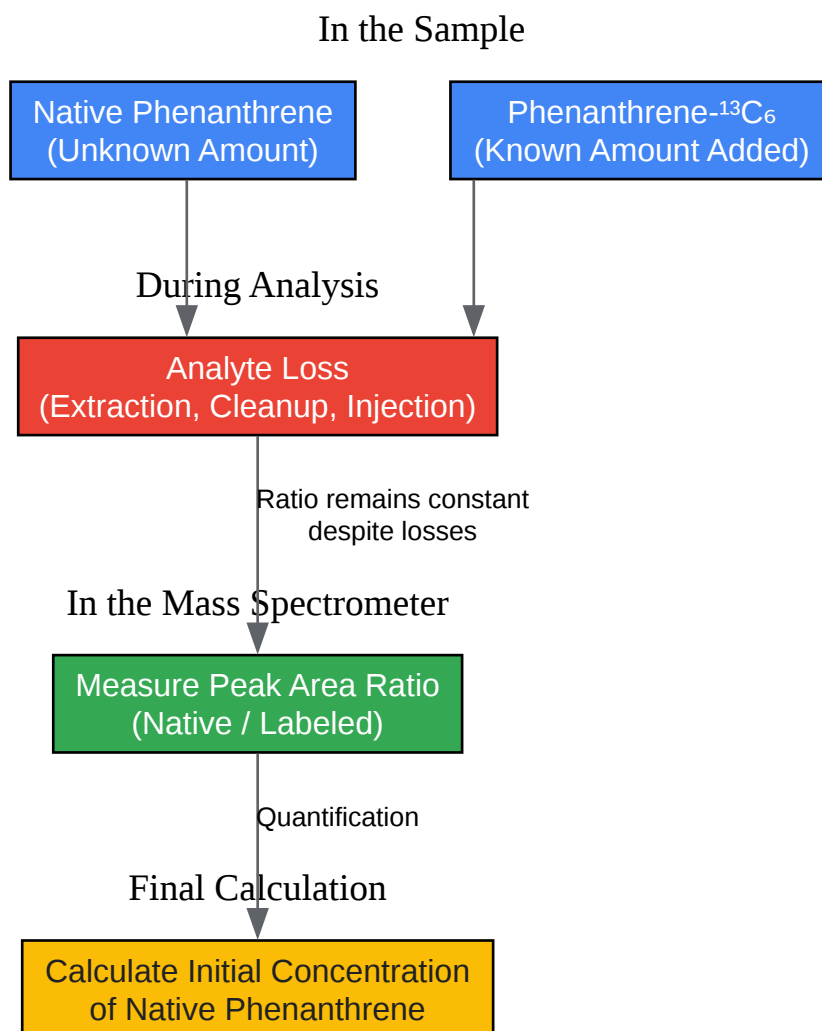 In the Sample
Native Phenanthrene
(Unknown Amount)
Phenanthrene-¹³C₆
(Known Amount Added)
During Analysis
Analyte Loss
(Extraction, Cleanup, Injection)
Ratio remains constant
despite losses
In the Mass Spectrometer
Measure Peak Area Ratio
(Native / Labeled)
Quantification
Final Calculation
Calculate Initial Concentration
of Native Phenanthrene